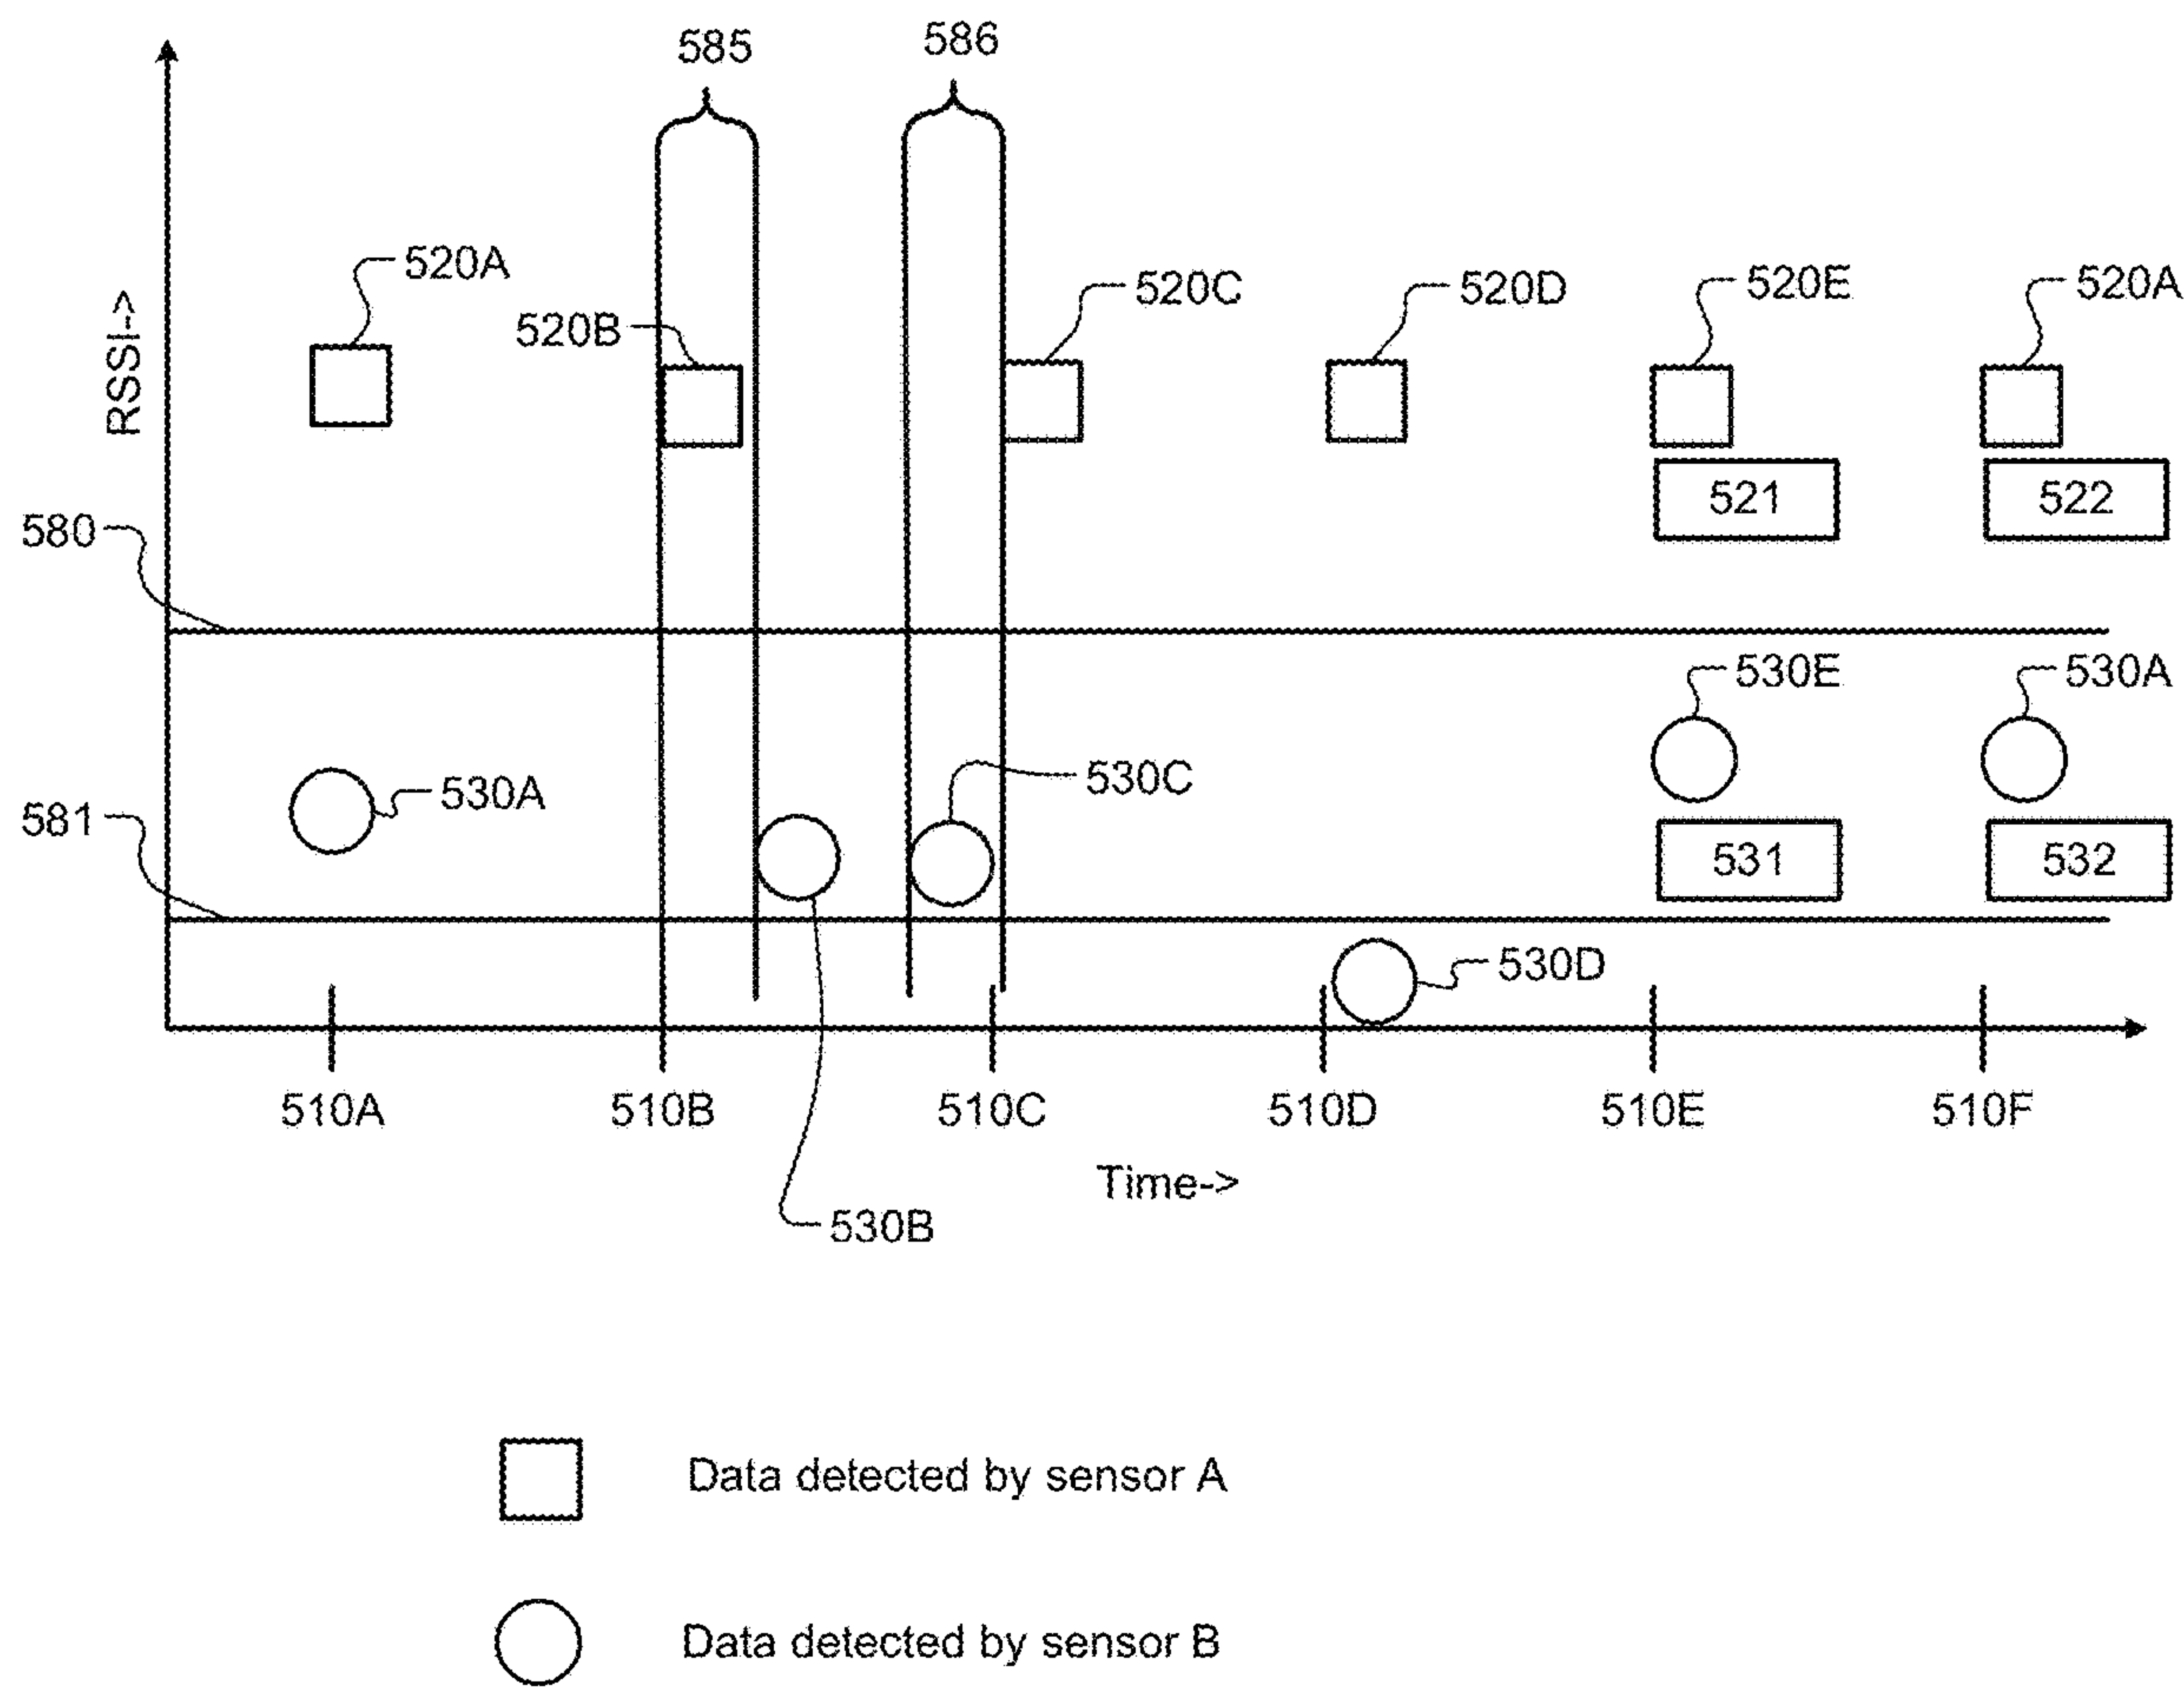 585
586
520A
520B
520C
520D
520E
520A
RSSI->
521
522
580
530E
530A
530A
530C
581
531
532
530D
510A
510B
510C
510D
510E
510F
Time->
530B
Data detected by sensor A
Data detected by sensor B